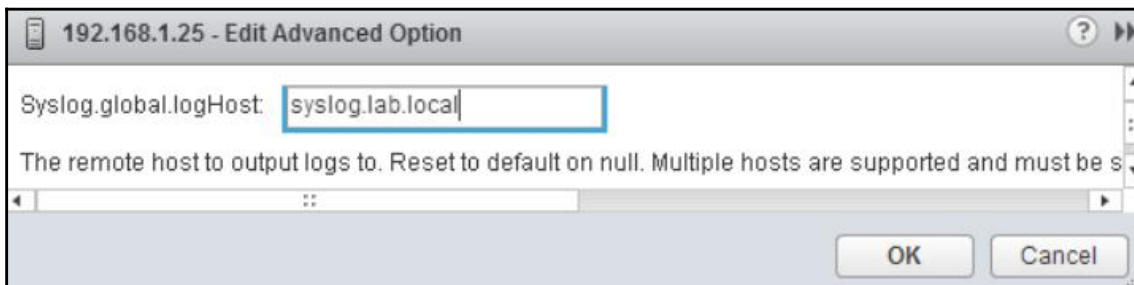 192.168.1.25 - Edit Advanced Option
Syslog.global.logHost: syslog.lab.local
The remote host to output logs to. Reset to default on null. Multiple hosts are supported and must be s
OK Cancel